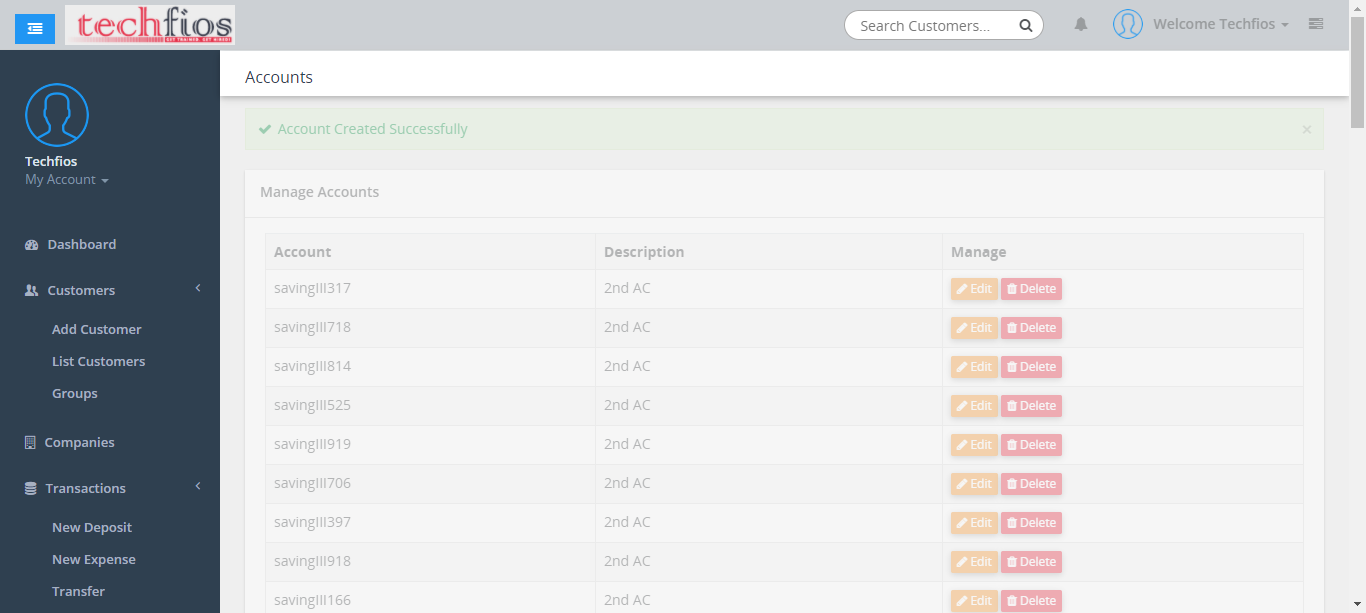 techfios
GET TRAINED. GET HIRED!
Search Customers...
Welcome Techfios
Accounts
Account Created Successfully
×
Techfios
My Account
Dashboard
Customers
Add Customer
List Customers
Groups
Companies
Transactions
New Deposit
New Expense
Transfer
Manage Accounts
Account Description Manage
savingIII317 2nd AC Edit Delete
savingIII718 2nd AC Edit Delete
savingIII814 2nd AC Edit Delete
savingIII525 2nd AC Edit Delete
savingIII919 2nd AC Edit Delete
savingIII706 2nd AC Edit Delete
savingIII397 2nd AC Edit Delete
savingIII918 2nd AC Edit Delete
savingIII166 2nd AC Edit Delete